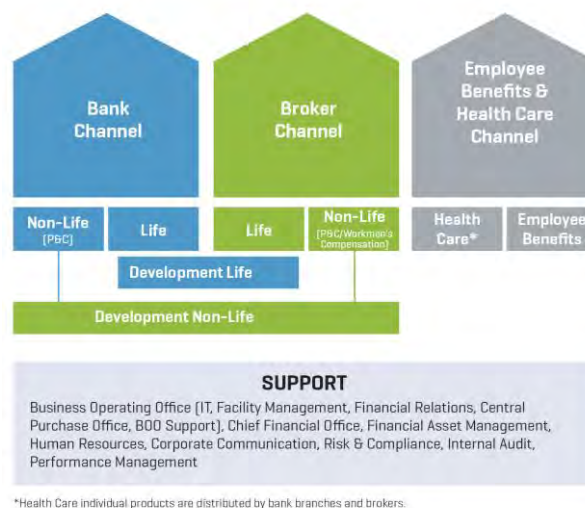 Bank
Channel
Broker
Channel
Employee
Benefits &
Health Care
Channel
Non-Life
[P&C]
Life
Life
Non-Life
[P&C/Workmen's
Compensation]
Health
Care*
Employee
Benefits
Development Life
Development Non-Life
SUPPORT
Business Operating Office [IT, Facility Management, Financial Relations, Central
Purchase Office, BOO Support], Chief Financial Office, Financial Asset Management,
Human Resources, Corporate Communication, Risk & Compliance, Internal Audit,
Performance Management
*Health Care individual products are distributed by bank branches and brokers.